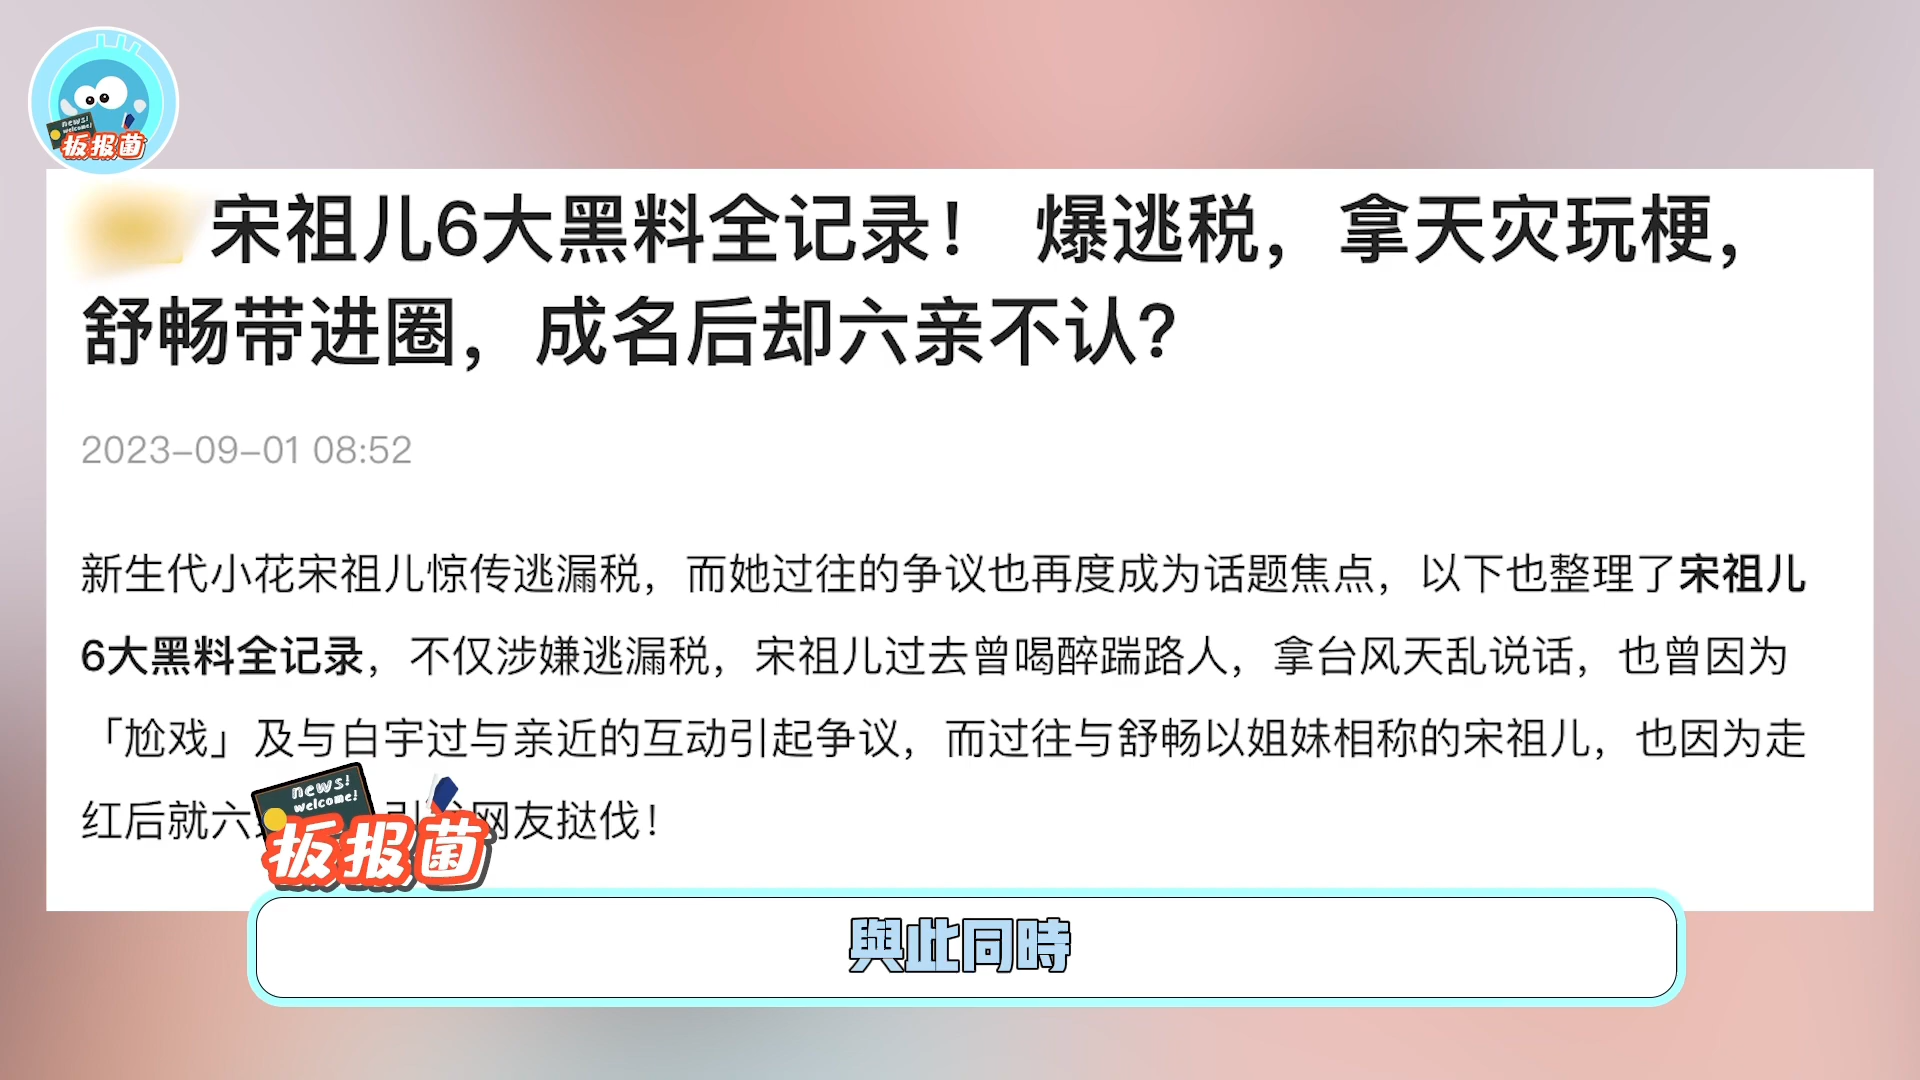 news!
welcome!
板报菌
宋祖儿6大黑料全记录！ 爆逃税，拿天灾玩梗，
舒畅带进圈，成名后却六亲不认？
2023-09-01 08:52
新生代小花宋祖儿惊传逃漏税，而她过往的争议也再度成为话题焦点，以下也整理了宋祖儿
6大黑料全记录，不仅涉嫌逃漏税，宋祖儿过去曾喝醉踹路人，拿台风天乱说话，也曾因为
「尬戏」及与白宇过与亲近的互动引起争议，而过往与舒畅以姐妹相称的宋祖儿，也因为走
红后就六 网友挞伐！
news!
welcome!
板报菌
與此同時